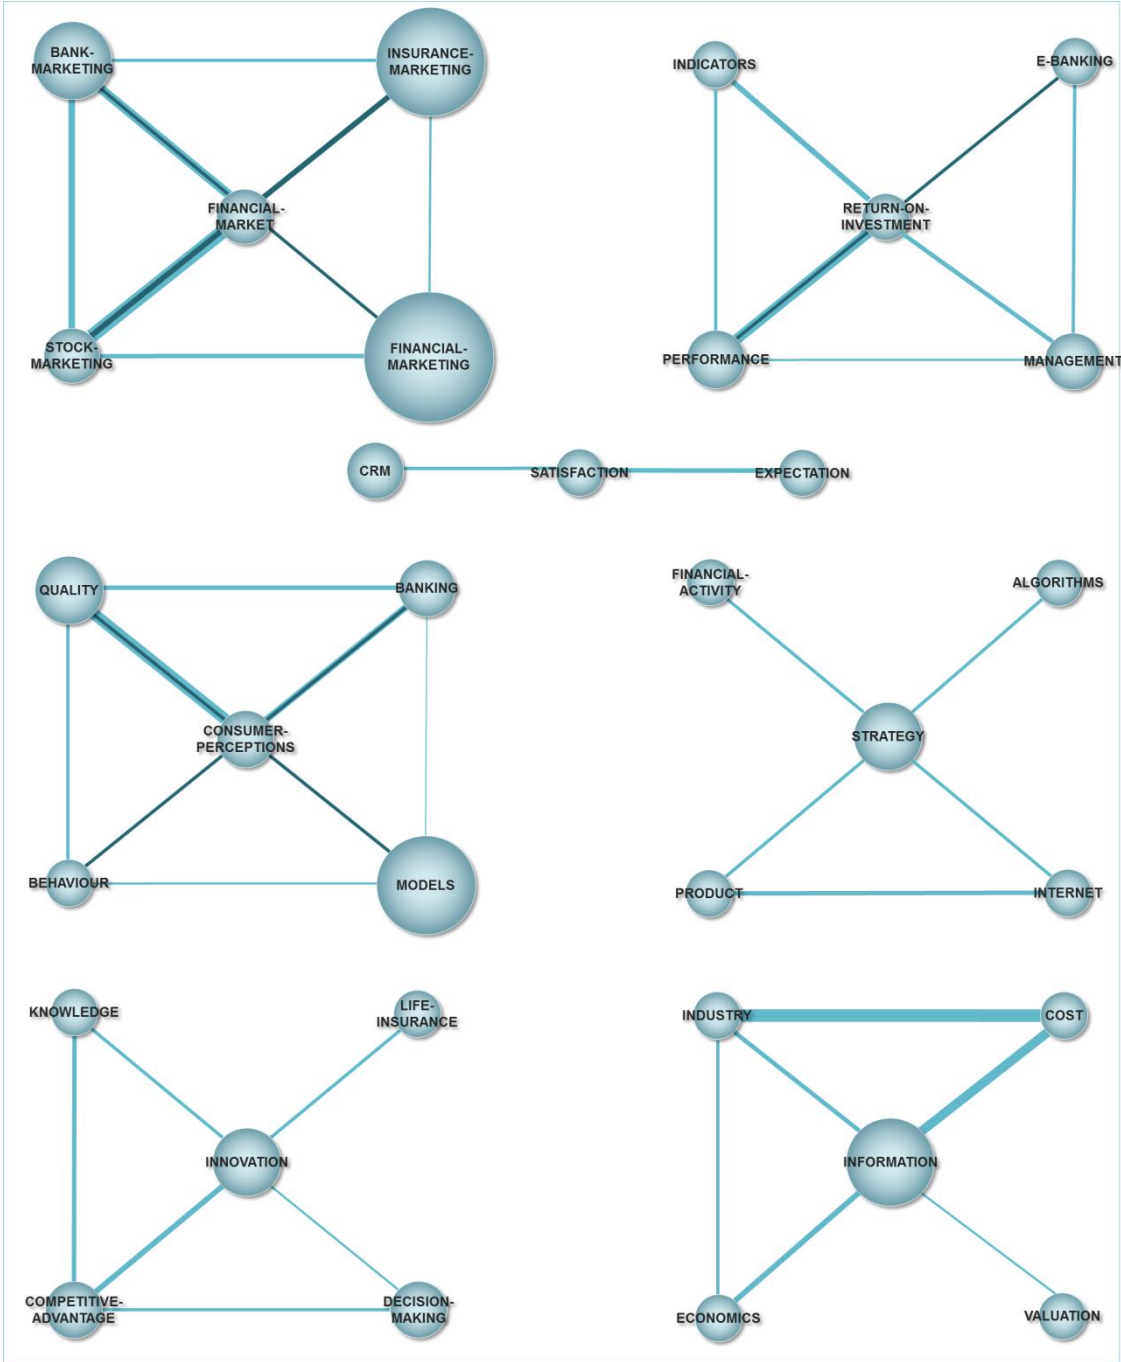 BANK-
MARKETING
INSURANCE-
MARKETING
FINANCIAL-
MARKET
STOCK-
MARKETING
FINANCIAL-
MARKETING
INDICATORS
E-BANKING
RETURN-ON-
INVESTMENT
PERFORMANCE
MANAGEMENT
CRM
SATISFACTION
EXPECTATION
QUALITY
BANKING
CONSUMER-
PERCEPTIONS
BEHAVIOUR
MODELS
FINANCIAL-
ACTIVITY
ALGORITHMS
STRATEGY
PRODUCT
INTERNET
KNOWLEDGE
LIFE-
INSURANCE
INNOVATION
COMPETITIVE-
ADVANTAGE
DECISION-
MAKING
INDUSTRY
COST
INFORMATION
ECONOMICS
VALUATION